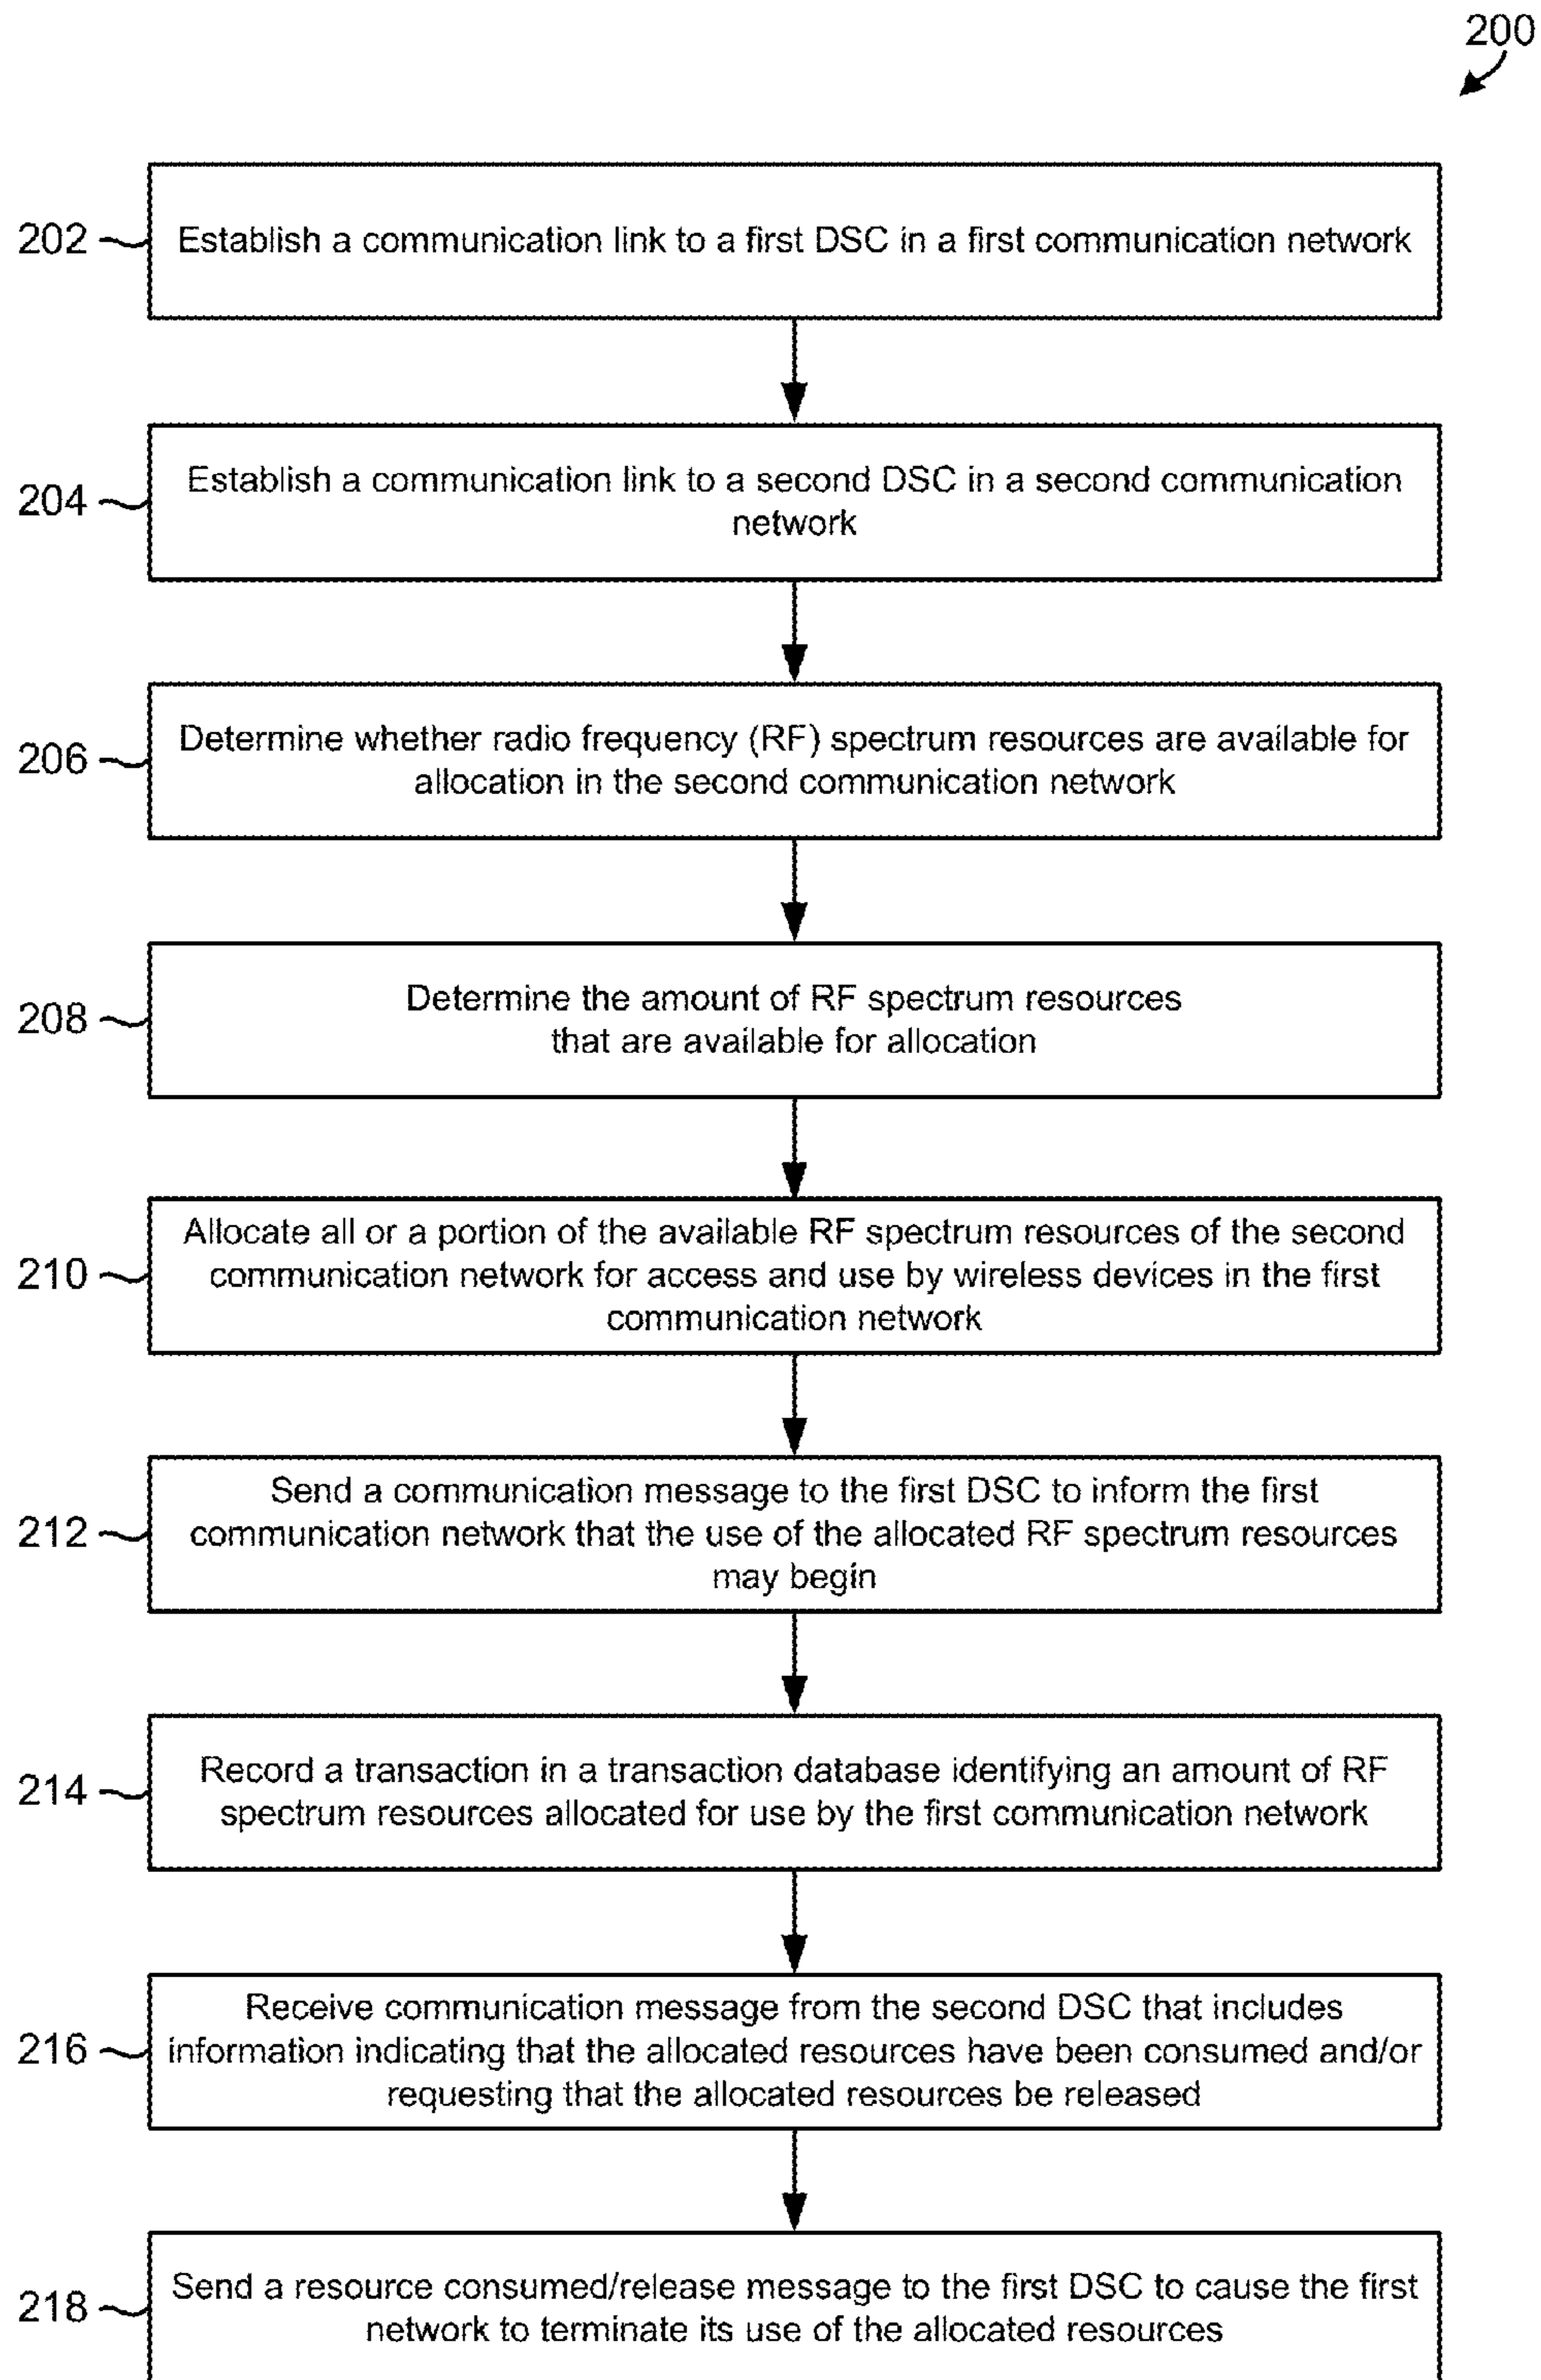 200
202
Establish a communication link to a first DSC in a first communication network
204
Establish a communication link to a second DSC in a second communication
network
206
Determine whether radio frequency (RF) spectrum resources are available for
allocation in the second communication network
208
Determine the amount of RF spectrum resources
that are available for allocation
210
Allocate all or a portion of the available RF spectrum resources of the second
communication network for access and use by wireless devices in the first
communication network
212
Send a communication message to the first DSC to inform the first
communication network that the use of the allocated RF spectrum resources
may begin
214
Record a transaction in a transaction database identifying an amount of RF
spectrum resources allocated for use by the first communication network
216
Receive communication message from the second DSC that includes
information indicating that the allocated resources have been consumed and/or
requesting that the allocated resources be released
218
Send a resource consumed/release message to the first DSC to cause the first
network to terminate its use of the allocated resources